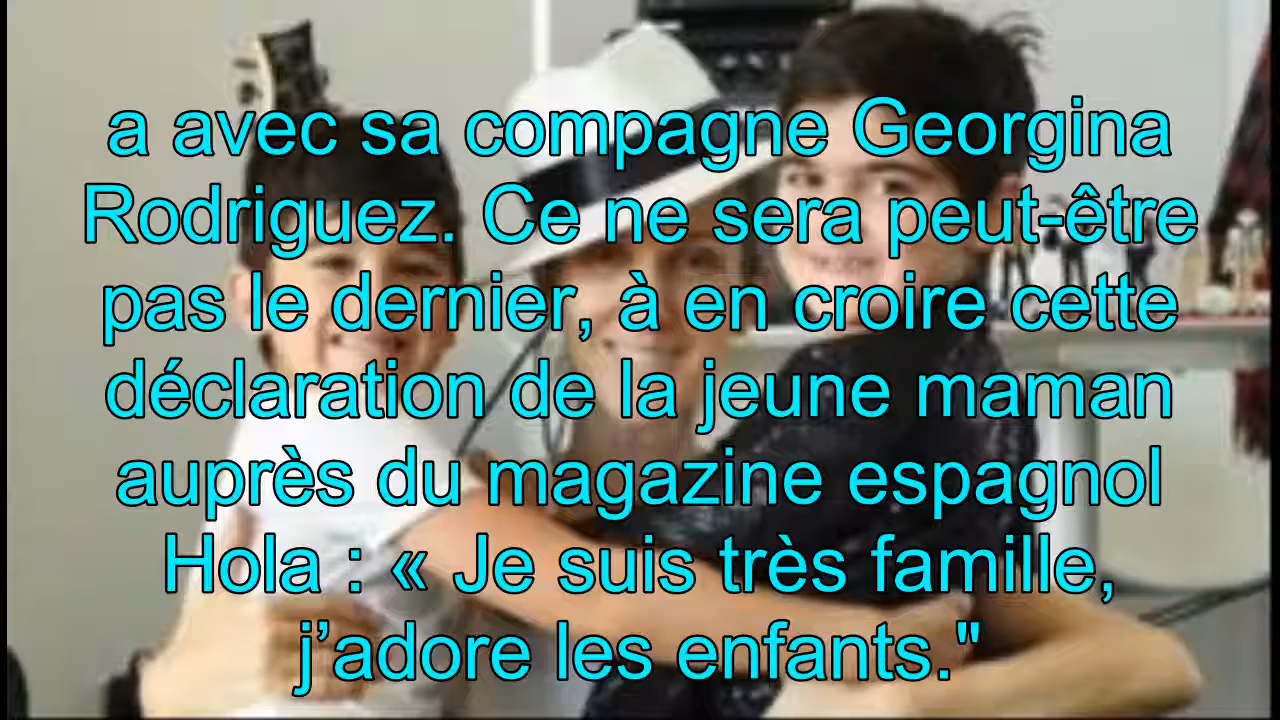 a avec sa compagne Georgina
Rodriguez. Ce ne sera peut-être
pas le dernier, à en croire cette
déclaration de la jeune maman
auprès du magazine espagnol
Hola : « Je suis très famille,
j’adore les enfants."